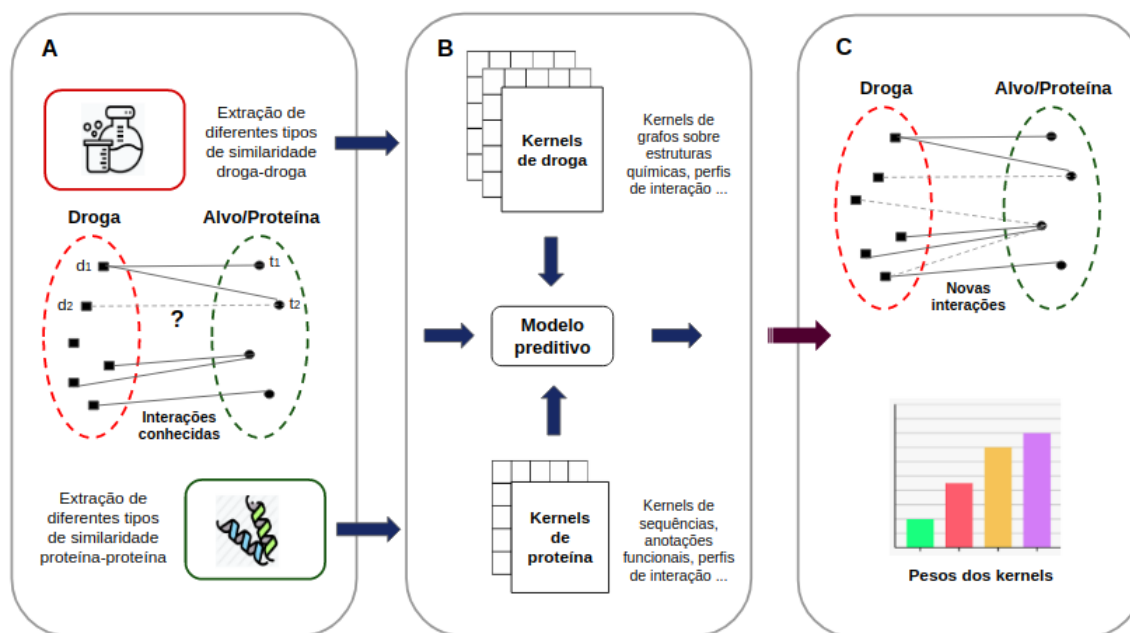 A
Extração de
diferentes tipos
de similaridade
droga-droga
Droga
Alvo/Proteína
d1
t1
d2
t2
?
Interações
conhecidas
Extração de
diferentes tipos
de similaridade
proteína-proteína
B
Kernels
de droga
Kernels de
grafos sobre
estruturas
químicas, perfis
de interação ...
Modelo
preditivo
Kernels
de
proteína
Kernels de
sequências,
anotações
funcionais, perfis
de interação ...
C
Droga
Alvo/Proteína
Novas
interações
Pesos dos kernels